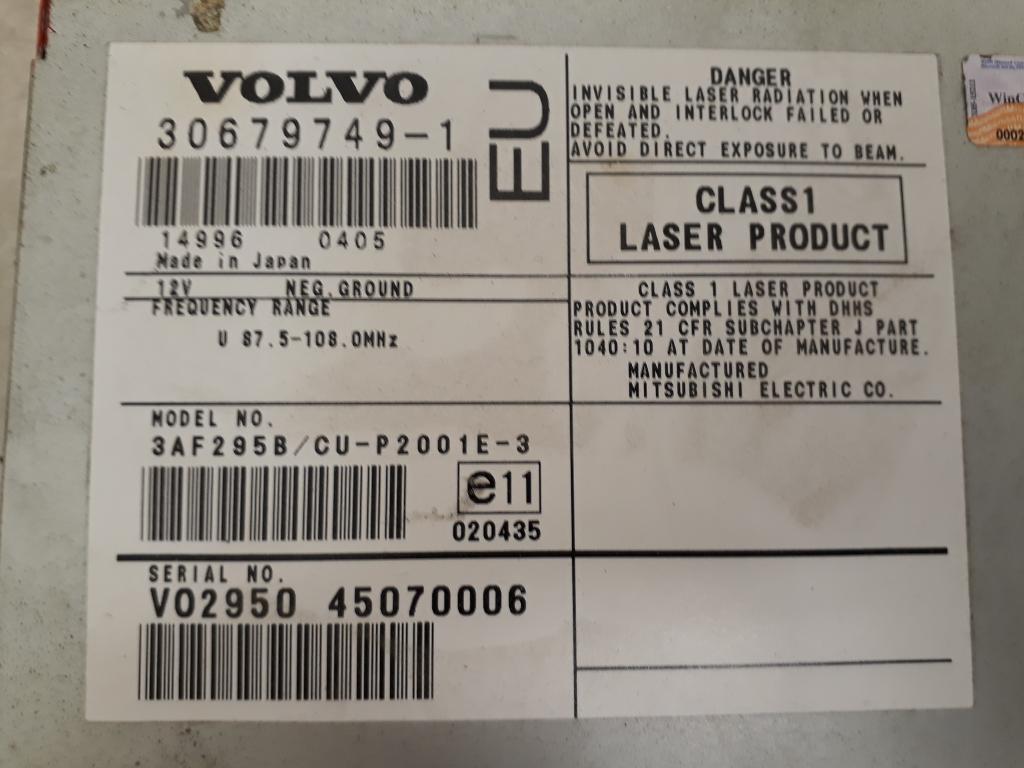 VOLVO
30679749-1
14996 0405
Made in Japan
EU
12V NEG.GROUND
FREQUENCY RANGE
U 87.5-108.0MHz
MODEL NO.
3AF295B/CU-P2001E-3
e11
020435
SERIAL NO.
VO2950 45070006
DANGER
INVISIBLE LASER RADIATION WHEN
OPEN AND INTERLOCK FAILED OR
DEFEATED.
AVOID DIRECT EXPOSURE TO BEAM.
CLASS1
LASER PRODUCT
CLASS 1 LASER PRODUCT
PRODUCT COMPLIES WITH DHHS
RULES 21 CFR SUBCHAPTER J PART
1040:10 AT DATE OF MANUFACTURE.
MANUFACTURED
MITSUBISHI ELECTRIC CO.
WinC
0002